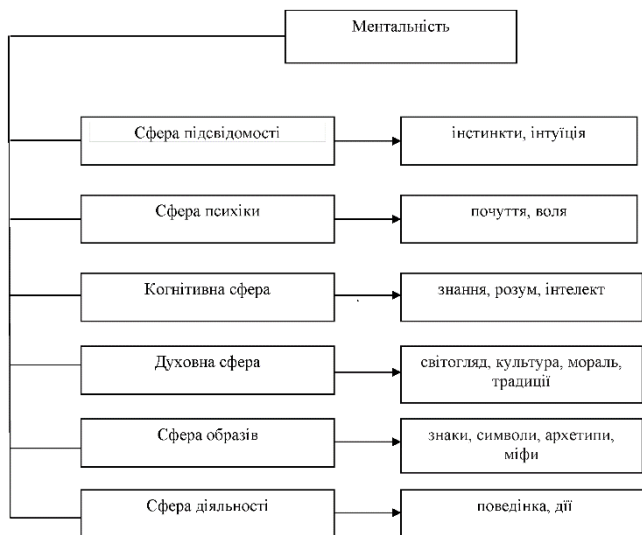 Ментальність
Сфера підсвідомості
інстинкти, інтуїція
Сфера психіки
почуття, воля
Когнітивна сфера
знання, розум, інтелект
Духовна сфера
світогляд, культура, мораль,
традиції
Сфера образів
знаки, символи, архетипи,
міфи
Сфера діяльності
поведінка, дії